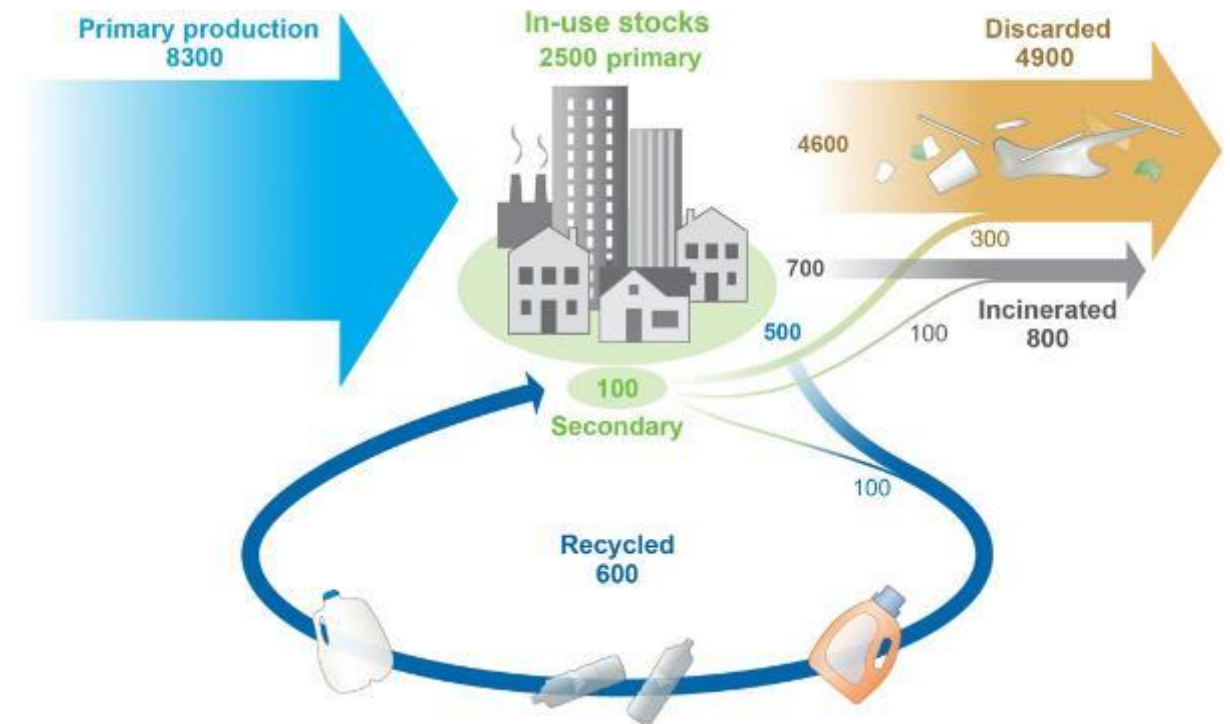 Primary production
8300
In-use stocks
2500 primary
Discarded
4900
4600
300
700
Incinerated
800
500
100
100
Secondary
100
Recycled
600